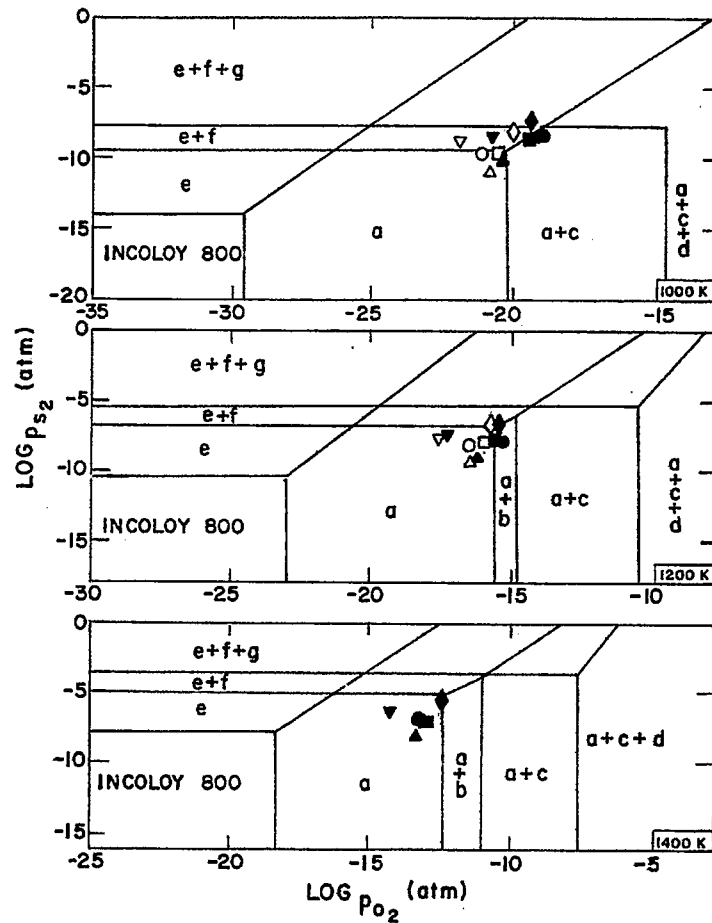 0
e+f+g
-5
e+f
-10
e
-15
INCOLOY 800
a
a+c
a+c+a
1000 K
-20
-35
-30
-25
-20
-15
LOG pS2 (atm)
0
e+f+g
-5
e+f
e
-10
a
a+b
a+c
a+c+a
-15
INCOLOY 800
1200 K
-30
-25
-20
-15
-10
0
e+f+g
e+f
-5
e
-10
INCOLOY 800
a
a+b
a+c
a+c+d
-15
1400 K
-25
-20
-15
-10
-5
LOG pO2 (atm)